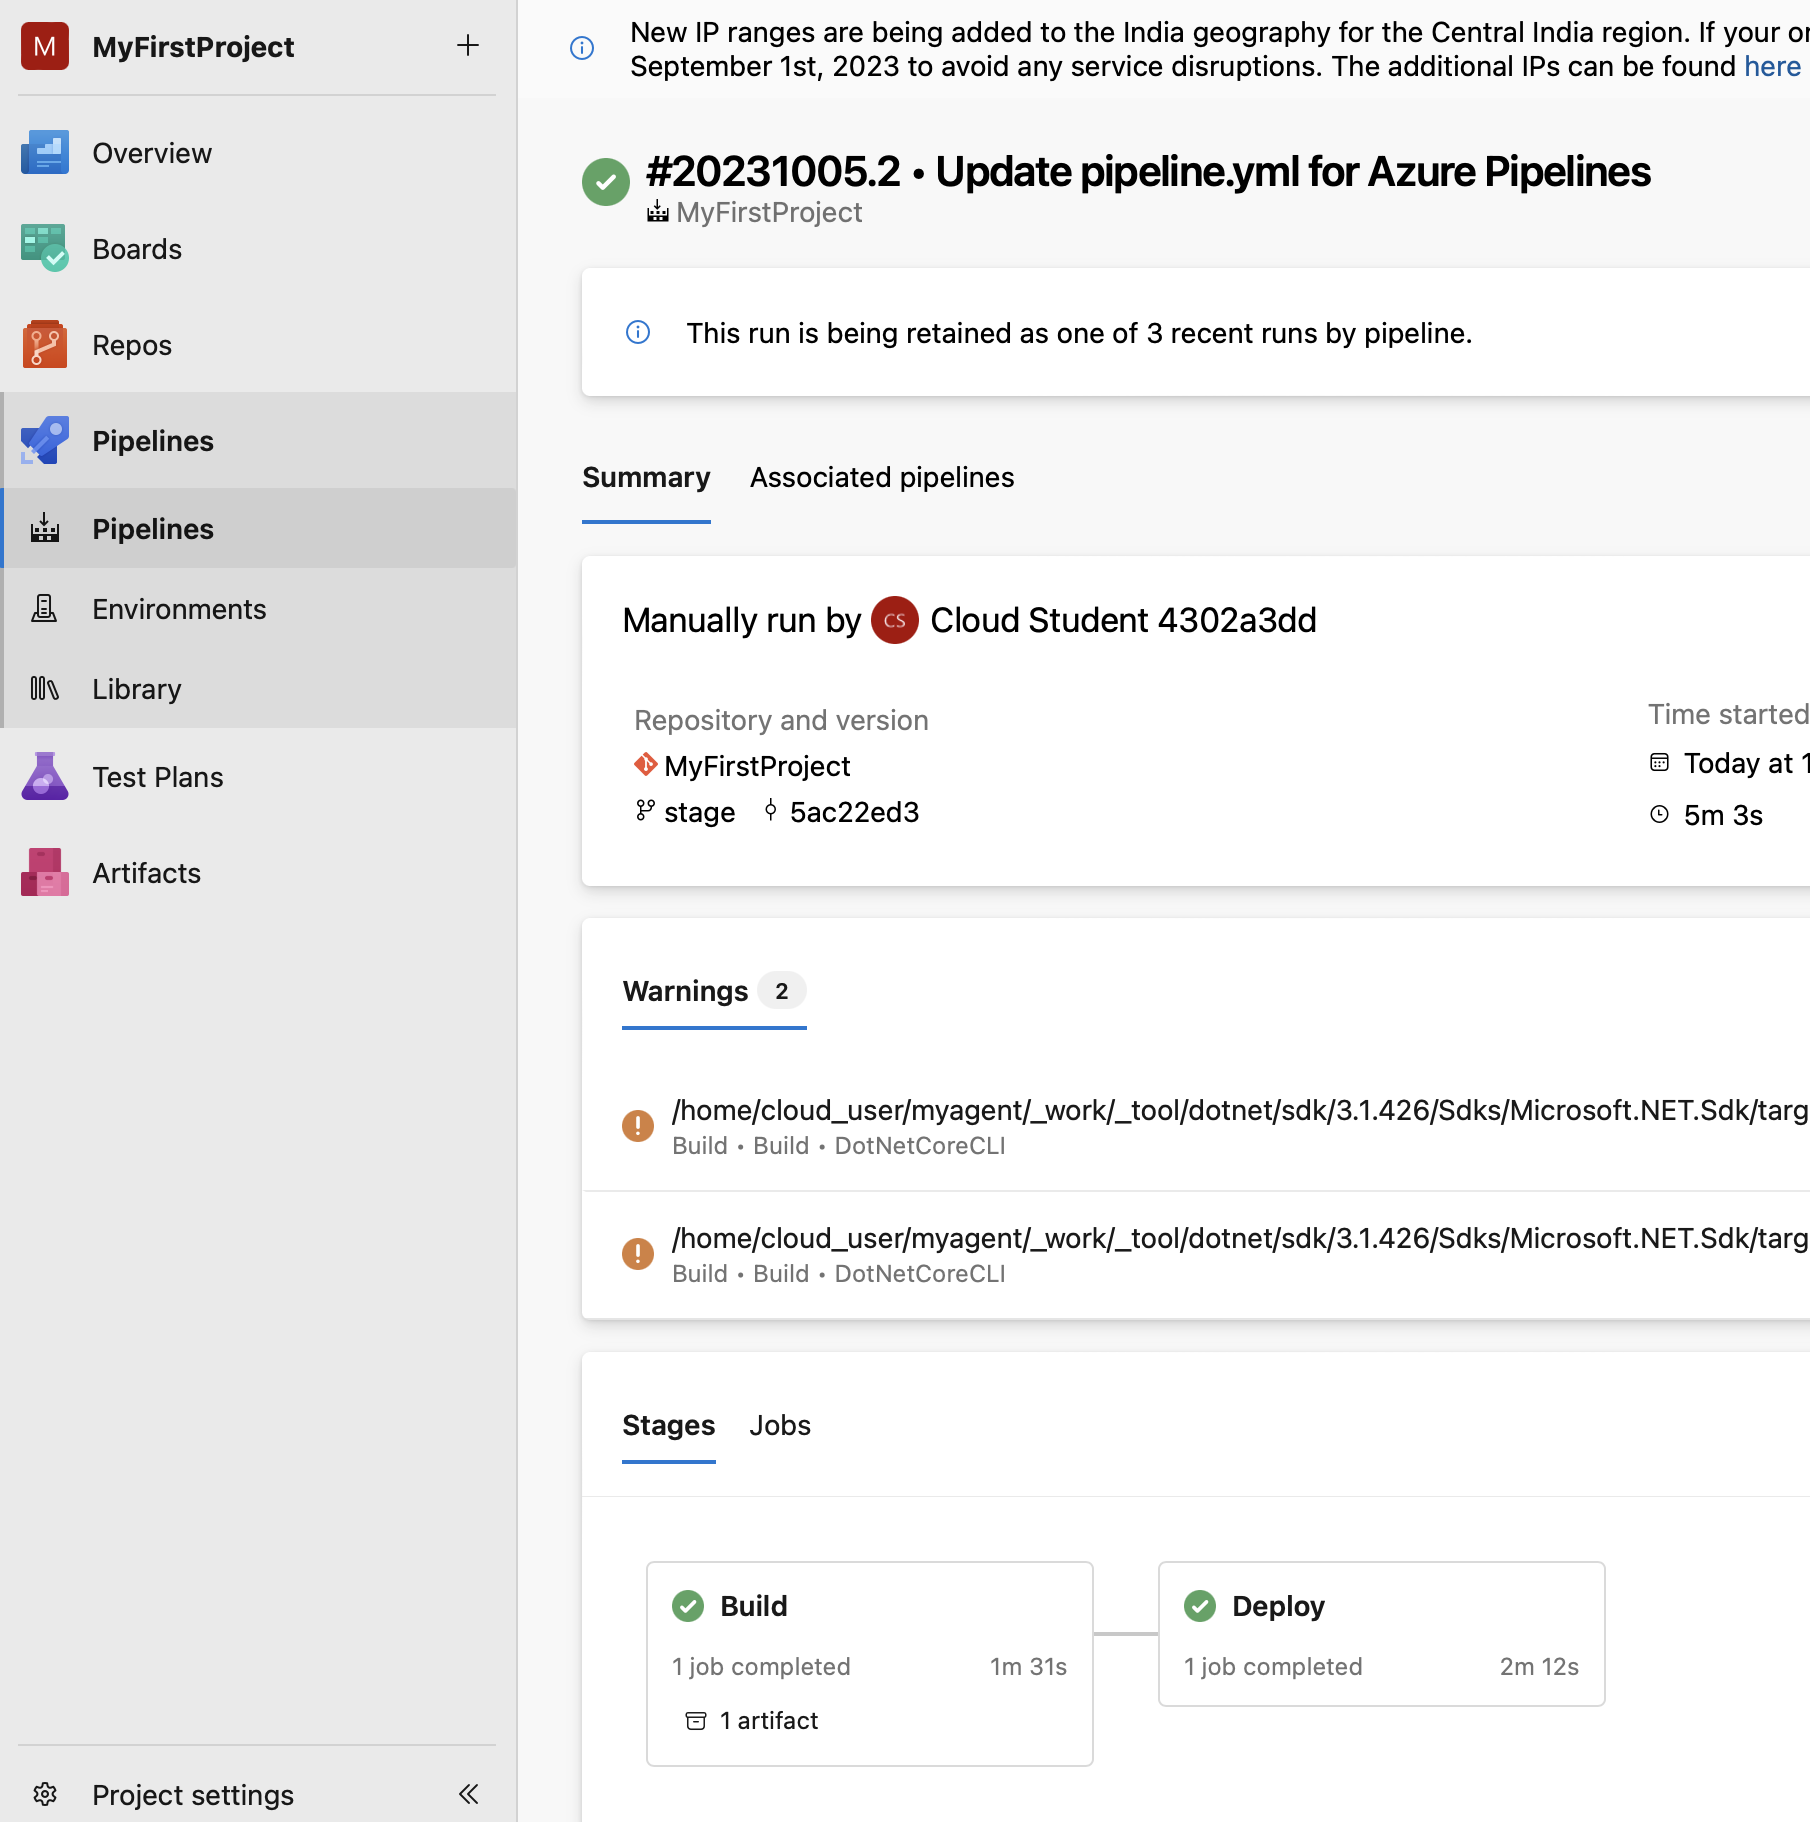 M MyFirstProject
Overview
Boards
Repos
Pipelines
Pipelines
Environments
Library
Test Plans
Artifacts
Project settings
New IP ranges are being added to the India geography for the Central India region. If your or
September 1st, 2023 to avoid any service disruptions. The additional IPs can be found here
#20231005.2 • Update pipeline.yml for Azure Pipelines
MyFirstProject
This run is being retained as one of 3 recent runs by pipeline.
Summary Associated pipelines
Manually run by CS Cloud Student 4302a3dd
Repository and version
MyFirstProject
stage 5ac22ed3
Time started
Today at 1
5m 3s
Warnings 2
/home/cloud_user/myagent/_work/_tool/dotnet/sdk/3.1.426/Sdks/Microsoft.NET.Sdk/targ
Build • Build • DotNetCoreCLI
/home/cloud_user/myagent/_work/_tool/dotnet/sdk/3.1.426/Sdks/Microsoft.NET.Sdk/targ
Build • Build • DotNetCoreCLI
Stages Jobs
Build
1 job completed 1m 31s
1 artifact
Deploy
1 job completed 2m 12s